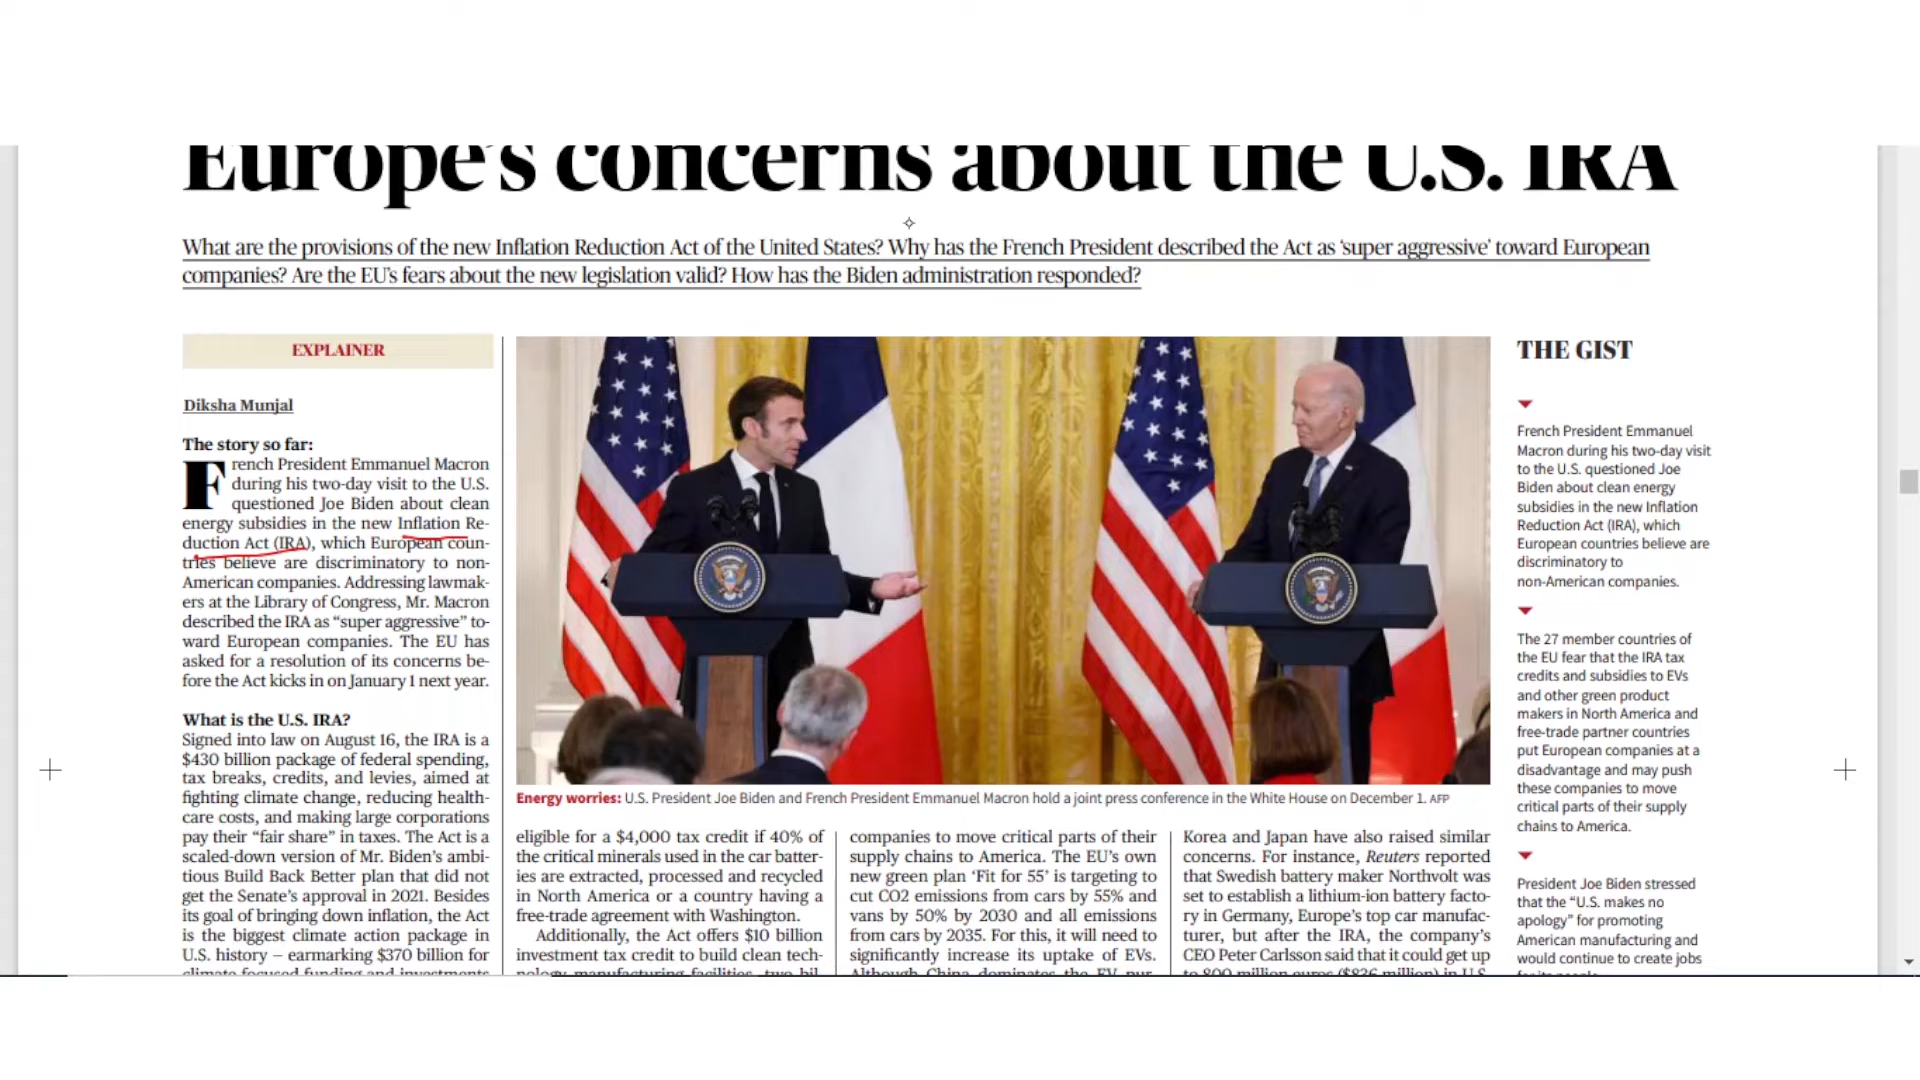 Europe's concerns about the U.S. IRA
What are the provisions of the new Inflation Reduction Act of the United States? Why has the French President described the Act as 'super aggressive' toward European
companies? Are the EU's fears about the new legislation valid? How has the Biden administration responded?
EXPLAINER
Diksha Munjal
The story so far:
French President Emmanuel Macron
during his two-day visit to the U.S.
questioned Joe Biden about clean
energy subsidies in the new Inflation Re-
duction Act (IRA), which European coun-
tries believe are discriminatory to non-
American companies. Addressing lawmak-
ers at the Library of Congress, Mr. Macron
described the IRA as “super aggressive” to-
ward European companies. The EU has
asked for a resolution of its concerns be-
fore the Act kicks in on January 1 next year.
What is the U.S. IRA?
Signed into law on August 16, the IRA is a
$430 billion package of federal spending,
tax breaks, credits, and levies, aimed at
fighting climate change, reducing health-
care costs, and making large corporations
pay their “fair share” in taxes. The Act is a
scaled-down version of Mr. Biden's ambi-
tious Build Back Better plan that did not
get the Senate's approval in 2021. Besides
its goal of bringing down inflation, the Act
is the biggest climate action package in
U.S. history – earmarking $370 billion for
climate focused funding and investments
Energy worries: U.S. President Joe Biden and French President Emmanuel Macron hold a joint press conference in the White House on December 1. AFP
eligible for a $4,000 tax credit if 40% of
the critical minerals used in the car batter-
ies are extracted, processed and recycled
in North America or a country having a
free-trade agreement with Washington.
Additionally, the Act offers $10 billion
investment tax credit to build clean tech-
nology manufacturing facilities, two bil-
companies to move critical parts of their
supply chains to America. The EU's own
new green plan ‘Fit for 55’ is targeting to
cut CO2 emissions from cars by 55% and
vans by 50% by 2030 and all emissions
from cars by 2035. For this, it will need to
significantly increase its uptake of EVs.
Although China dominates the EV
Korea and Japan have also raised similar
concerns. For instance, Reuters reported
that Swedish battery maker Northvolt was
set to establish a lithium-ion battery facto-
ry in Germany, Europe's top car manufac-
turer, but after the IRA, the company's
CEO Peter Carlsson said that it could get up
to 800 million euros ($836 million) in U.S.
THE GIST
French President Emmanuel
Macron during his two-day visit
to the U.S. questioned Joe
Biden about clean energy
subsidies in the new Inflation
Reduction Act (IRA), which
European countries believe are
discriminatory to
non-American companies.
The 27 member countries of
the EU fear that the IRA tax
credits and subsidies to EVs
and other green product
makers in North America and
free-trade partner countries
put European companies at a
disadvantage and may push
these companies to move
critical parts of their supply
chains to America.
President Joe Biden stressed
that the “U.S. makes no
apology” for promoting
American manufacturing and
would continue to create jobs
for its people